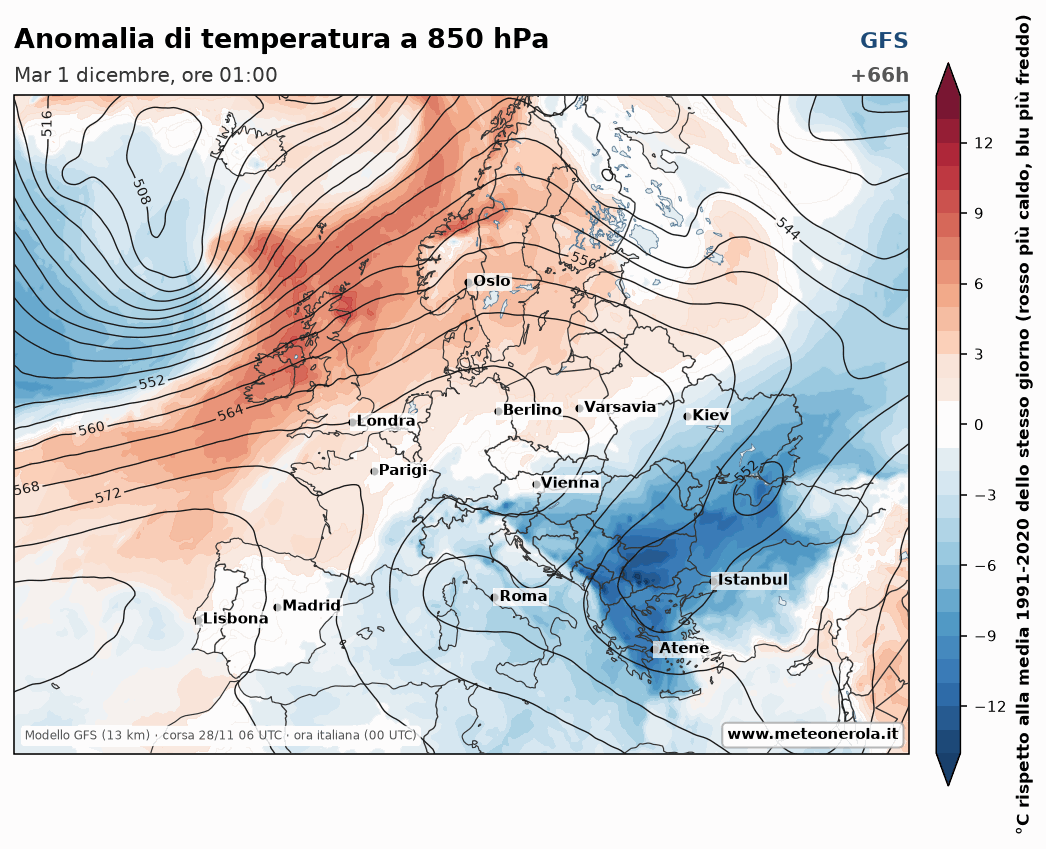 Anomalia di temperatura a 850 hPa
GFS
Mar 1 dicembre, ore 01:00
+66h
516
508
544
556
552
564
560
568
572
552
Oslo
Londra
Berlino
Varsavia
Kiev
Parigi
Vienna
Istanbul
Roma
Madrid
Lisbona
Atene
Modello GFS (13 km) · corsa 28/11 06 UTC · ora italiana (00 UTC)
www.meteonerola.it
12
9
6
3
0
−3
−6
−9
−12
°C rispetto alla media 1991-2020 dello stesso giorno (rosso più caldo, blu più freddo)